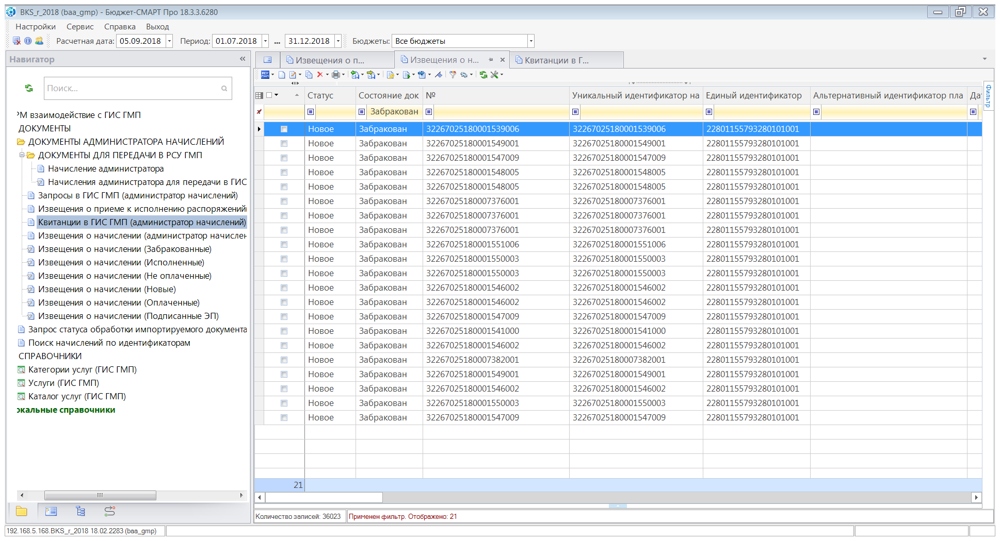 BKS_r_2018 (baa_gmp) - Бюджет-СМАРТ Про 18.3.3.6280
Настройки Сервис Справка Выход
Расчетная дата: 05.09.2018 Период: 01.07.2018 ... 31.12.2018 Бюджеты: Все бюджеты
Навигатор «
Поиск...
РМ взаимодействие с ГИС ГМП
ДОКУМЕНТЫ
ДОКУМЕНТЫ АДМИНИСТРАТОРА НАЧИСЛЕНИЙ
ДОКУМЕНТЫ ДЛЯ ПЕРЕДАЧИ В РСУ ГМП
Начисление администратора
Начисления администратора для передачи в ГИС
Запросы в ГИС ГМП (администратор начислений)
Извещения о приеме к исполнению распоряжений
Квитанции в ГИС ГМП (администратор начислений)
Извещения о начислении (администратор начислен
Извещения о начислении (Забракованные)
Извещения о начислении (Исполненные)
Извещения о начислении (Не оплаченные)
Извещения о начислении (Новые)
Извещения о начислении (Оплаченные)
Извещения о начислении (Подписанные ЭП)
Запрос статуса обработки импортируемого документа
Поиск начислений по идентификаторам
СПРАВОЧНИКИ
Категории услуг (ГИС ГМП)
Услуги (ГИС ГМП)
Каталог услуг (ГИС ГМП)
окальные справочники
Извещения о п... Извещения о н... Квитанции в Г...
РСУ ГМП
Статус Состояние док № Уникальный идентификатор на Единый идентификатор Альтернативный идентификатор пла Дат
Забракован
Новое Забракован 32267025180001539006 32267025180001539006 22801155793280101001
Новое Забракован 32267025180001549001 32267025180001549001 22801155793280101001
Новое Забракован 32267025180001547009 32267025180001547009 22801155793280101001
Новое Забракован 32267025180001548005 32267025180001548005 22801155793280101001
Новое Забракован 32267025180001548005 32267025180001548005 22801155793280101001
Новое Забракован 32267025180007376001 32267025180007376001 22801155793280101001
Новое Забракован 32267025180007376001 32267025180007376001 22801155793280101001
Новое Забракован 32267025180007376001 32267025180007376001 22801155793280101001
Новое Забракован 32267025180001551006 32267025180001551006 22801155793280101001
Новое Забракован 32267025180001550003 32267025180001550003 22801155793280101001
Новое Забракован 32267025180001550003 32267025180001550003 22801155793280101001
Новое Забракован 32267025180001546002 32267025180001546002 22801155793280101001
Новое Забракован 32267025180001546002 32267025180001546002 22801155793280101001
Новое Забракован 32267025180001547009 32267025180001547009 22801155793280101001
Новое Забракован 32267025180001541000 32267025180001541000 22801155793280101001
Новое Забракован 32267025180001546002 32267025180001546002 22801155793280101001
Новое Забракован 32267025180007382001 32267025180007382001 22801155793280101001
Новое Забракован 32267025180001549001 32267025180001549001 22801155793280101001
Новое Забракован 32267025180001546002 32267025180001546002 22801155793280101001
Новое Забракован 32267025180001550003 32267025180001550003 22801155793280101001
Новое Забракован 32267025180001547009 32267025180001547009 22801155793280101001
21
Фильтр
Количество записей: 36023 Применен фильтр. Отображено: 21
192.168.5.168.BKS_r_2018 18.02.2283 (baa_gmp)